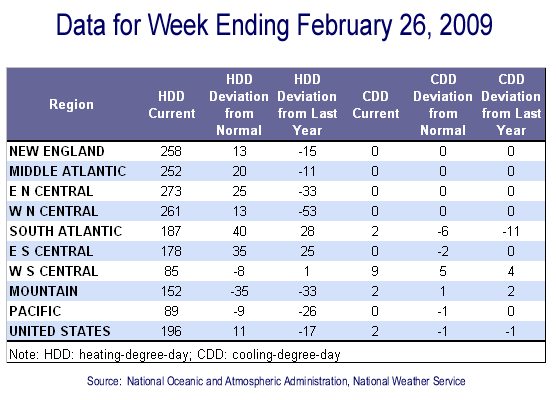 Data for Week Ending February 26, 2009
Region HDD Current HDD Deviation from Normal HDD Deviation from Last Year CDD Current CDD Deviation from Normal CDD Deviation from Last Year
NEW ENGLAND 258 13 -15 0 0 0
MIDDLE ATLANTIC 252 20 -11 0 0 0
E N CENTRAL 273 25 -33 0 0 0
W N CENTRAL 261 13 -53 0 0 0
SOUTH ATLANTIC 187 40 28 2 -6 -11
E S CENTRAL 178 35 25 0 -2 0
W S CENTRAL 85 -8 1 9 5 4
MOUNTAIN 152 -35 -33 2 1 2
PACIFIC 89 -9 -26 0 -1 0
UNITED STATES 196 11 -17 2 -1 -1
Note: HDD: heating-degree-day; CDD: cooling-degree-day
Source: National Oceanic and Atmospheric Administration, National Weather Service